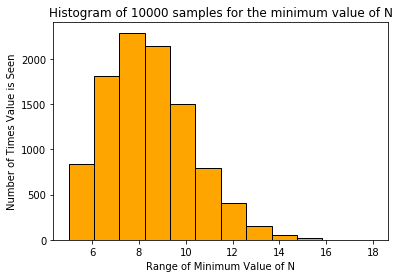 Histogram of 10000 samples for the minimum value of N
Number of Times Value is Seen
2000
1500
1000
500
0
6 8 10 12 14 16 18
Range of Minimum Value of N